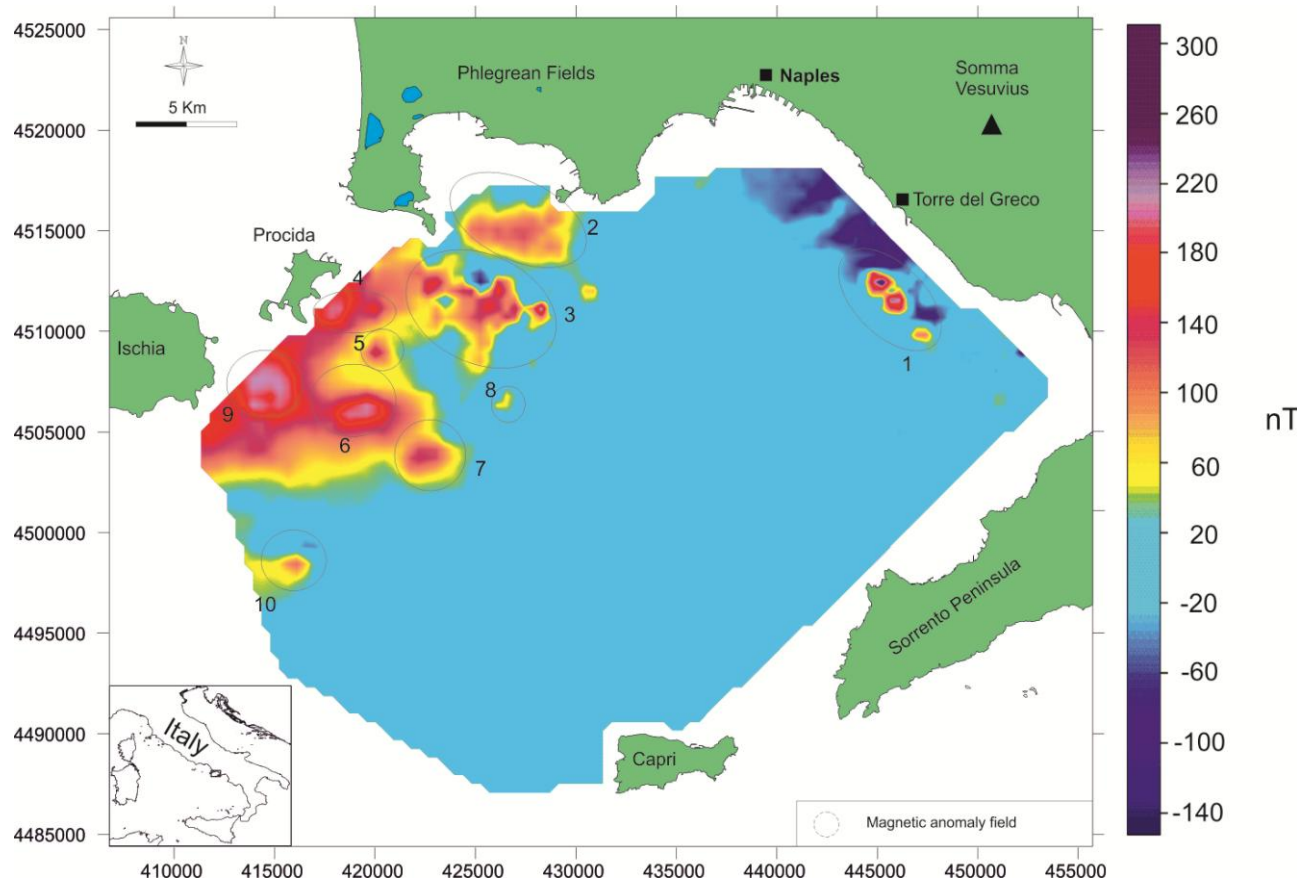 4525000
4520000
4515000
4510000
4505000
4500000
4495000
4490000
4485000
N
5 Km
Phlegrean Fields
Naples
Somma
Vesuvius
Torre del Greco
Procida
Ischia
2
4
3
5
1
8
9
6
7
10
Sorrento Peninsula
Capri
Italy
Magnetic anomaly field
410000
415000
420000
425000
430000
435000
440000
445000
450000
455000
300
260
220
180
140
100
60
20
-20
-60
-100
-140
nT